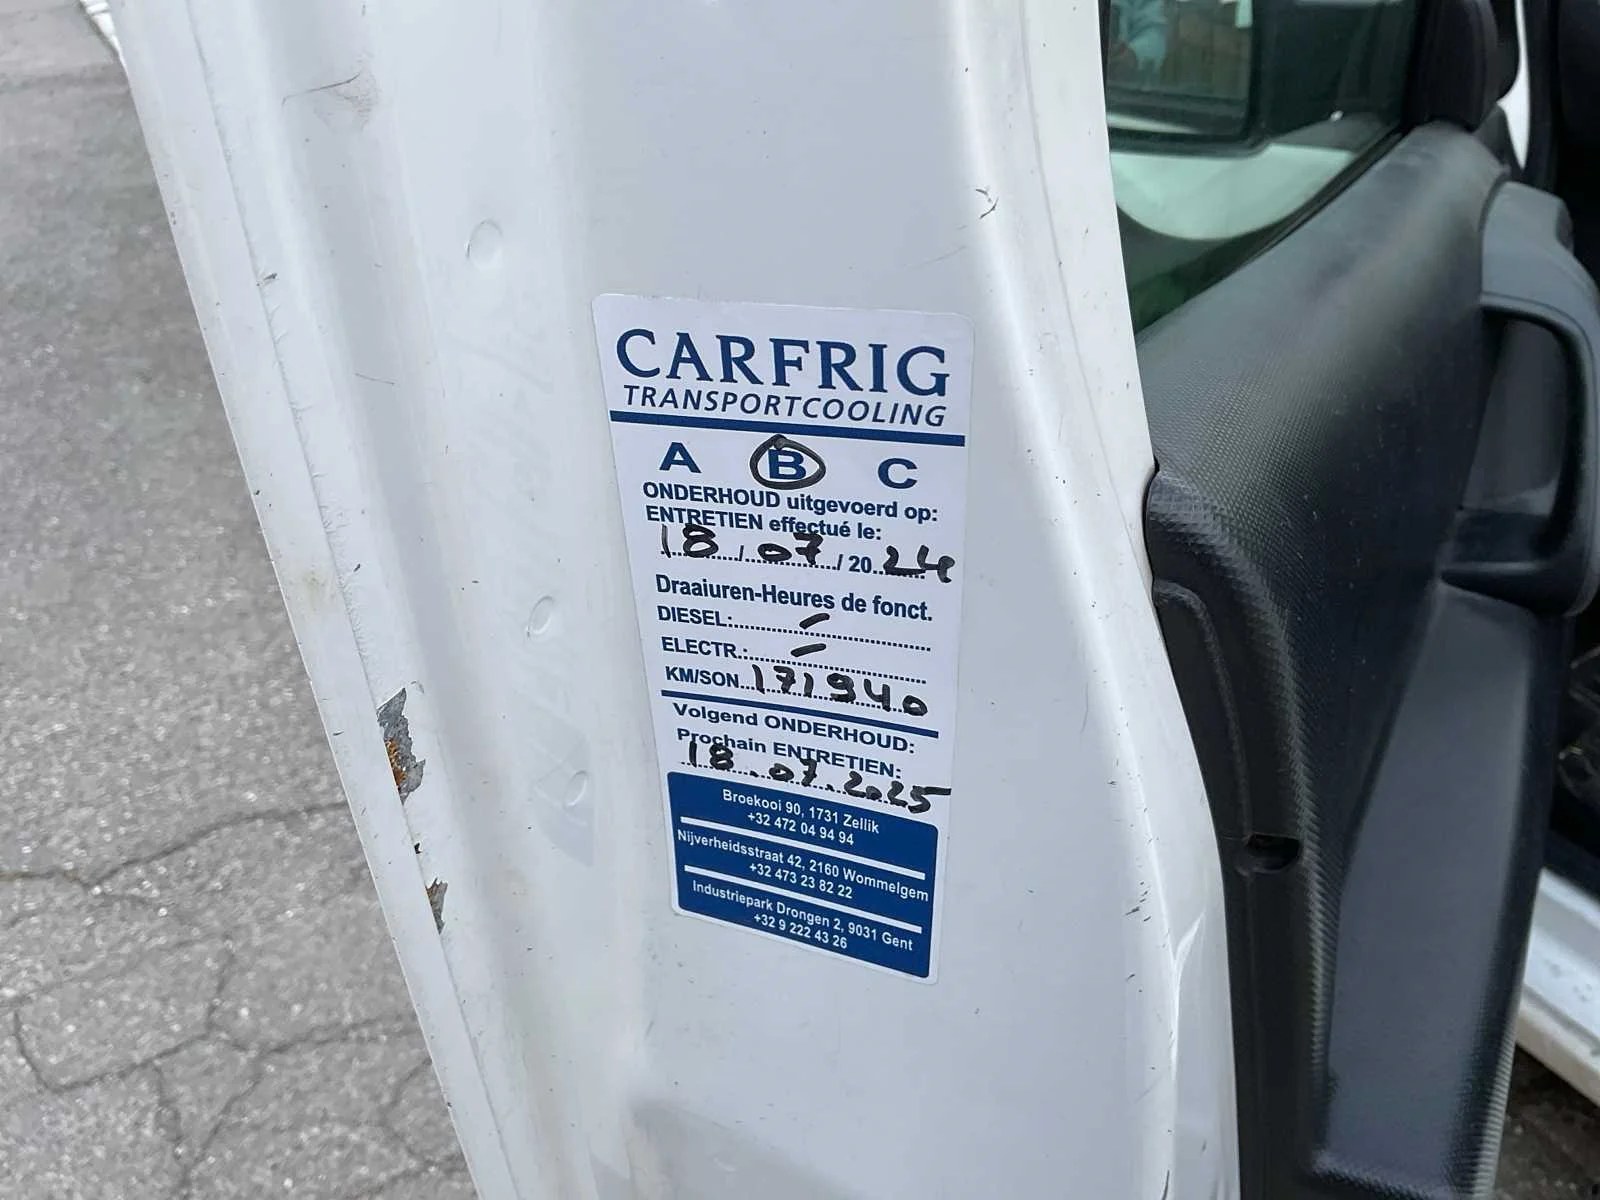 CARFRIG
TRANSPORTCOOLING
A B C
ONDERHOUD uitgevoerd op:
ENTRETIEN effectué le:
18 / 07 / 20 24
Draaiuren-Heures de fonct.
DIESEL: -
ELECTR.: -
KM/SON 171940
Volgend ONDERHOUD:
Prochain ENTRETIEN:
18.07.2025
Broekooi 90, 1731 Zellik
+32 472 04 94 94
Nijverheidsstraat 42, 2160 Wommelgem
+32 473 23 82 22
Industriepark Drongen 2, 9031 Gent
+32 9 222 43 26